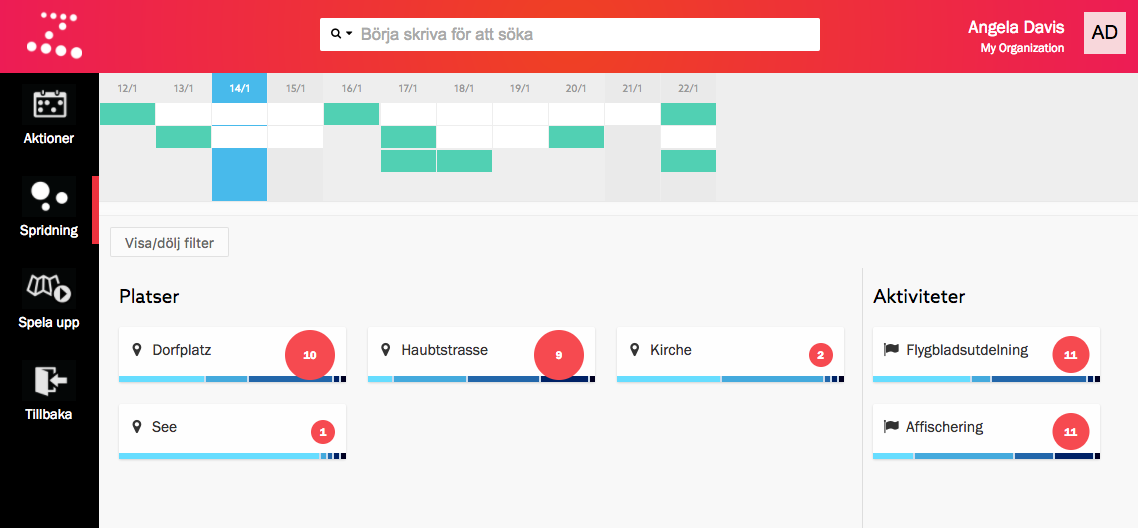 Börja skriva för att söka
Angela Davis
My Organization
AD
Aktioner
Spridning
Spela upp
Tillbaka
12/1 13/1 14/1 15/1 16/1 17/1 18/1 19/1 20/1 21/1 22/1
Visa/dölj filter
Platser
Dorfplatz 10
Haubtstrasse 9
Kirche 2
See 1
Aktiviteter
Flygbladsutdelning 11
Affischering 11